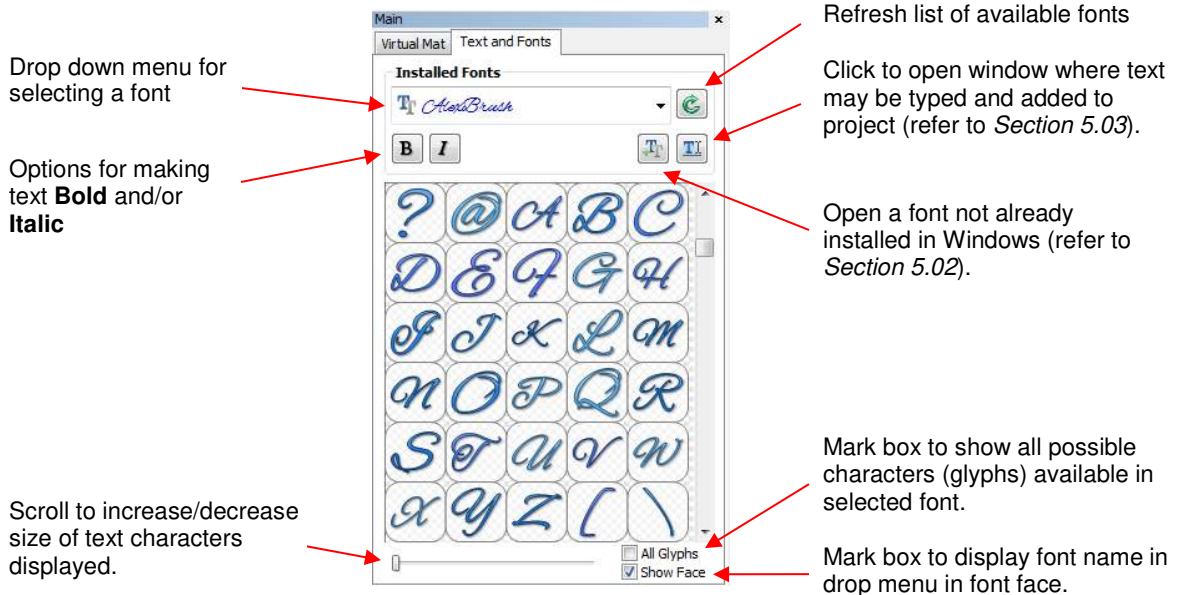 Main
Virtual Mat Text and Fonts
Installed Fonts
AlexBrush
B I
? @ A B C
D E F G H
I J K L M
N O P Q R
S T U V W
X Y Z [ \
All Glyphs
Show Face
Drop down menu for
selecting a font
Options for making
text Bold and/or
Italic
Scroll to increase/decrease
size of text characters
displayed.
Refresh list of available fonts
Click to open window where text
may be typed and added to
project (refer to Section 5.03).
Open a font not already
installed in Windows (refer to
Section 5.02).
Mark box to show all possible
characters (glyphs) available in
selected font.
Mark box to display font name in
drop menu in font face.